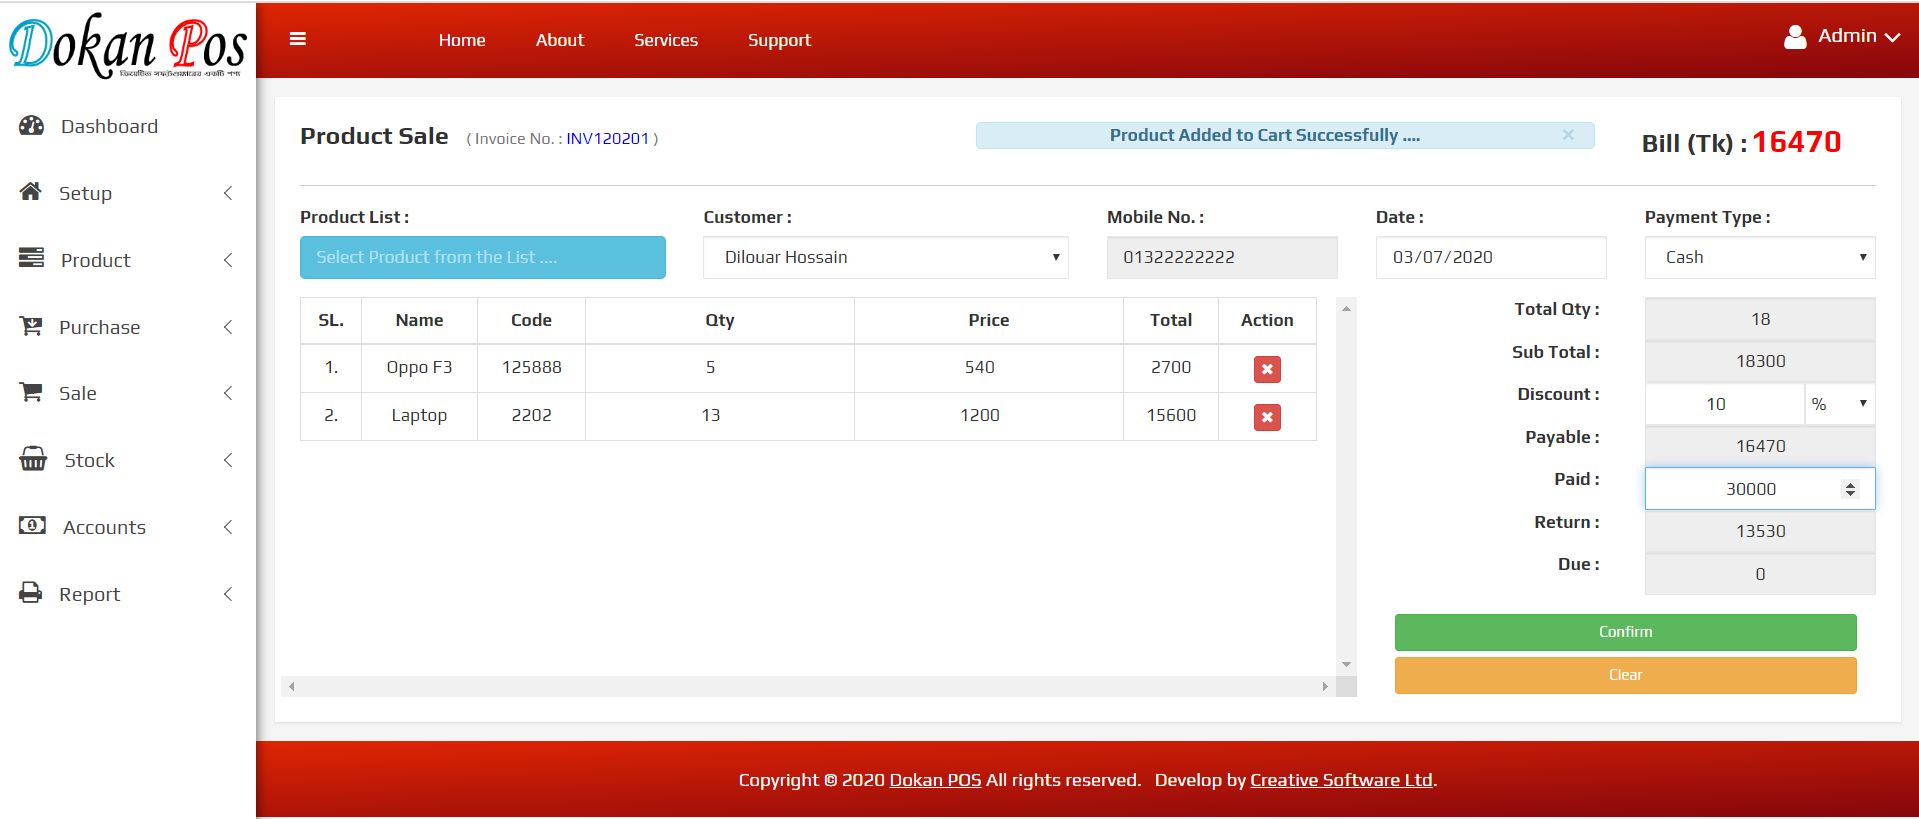 Dokan Pos
Home About Services Support
Admin
Dashboard
Setup
Product
Purchase
Sale
Stock
Accounts
Report
Product Sale ( Invoice No. : INV120201 )
Product Added to Cart Successfully .... ×
Bill (Tk) : 16470
Product List : Customer : Mobile No. : Date : Payment Type :
Select Product from the List .... Dilouar Hossain 01322222222 03/07/2020 Cash
SL. Name Code Qty Price Total Action
1. Oppo F3 125888 5 540 2700
2. Laptop 2202 13 1200 15600
Total Qty : 18
Sub Total : 18300
Discount : 10 %
Payable : 16470
Paid : 30000
Return : 13530
Due : 0
Confirm
Clear
Copyright © 2020 Dokan POS All rights reserved. Develop by Creative Software Ltd.